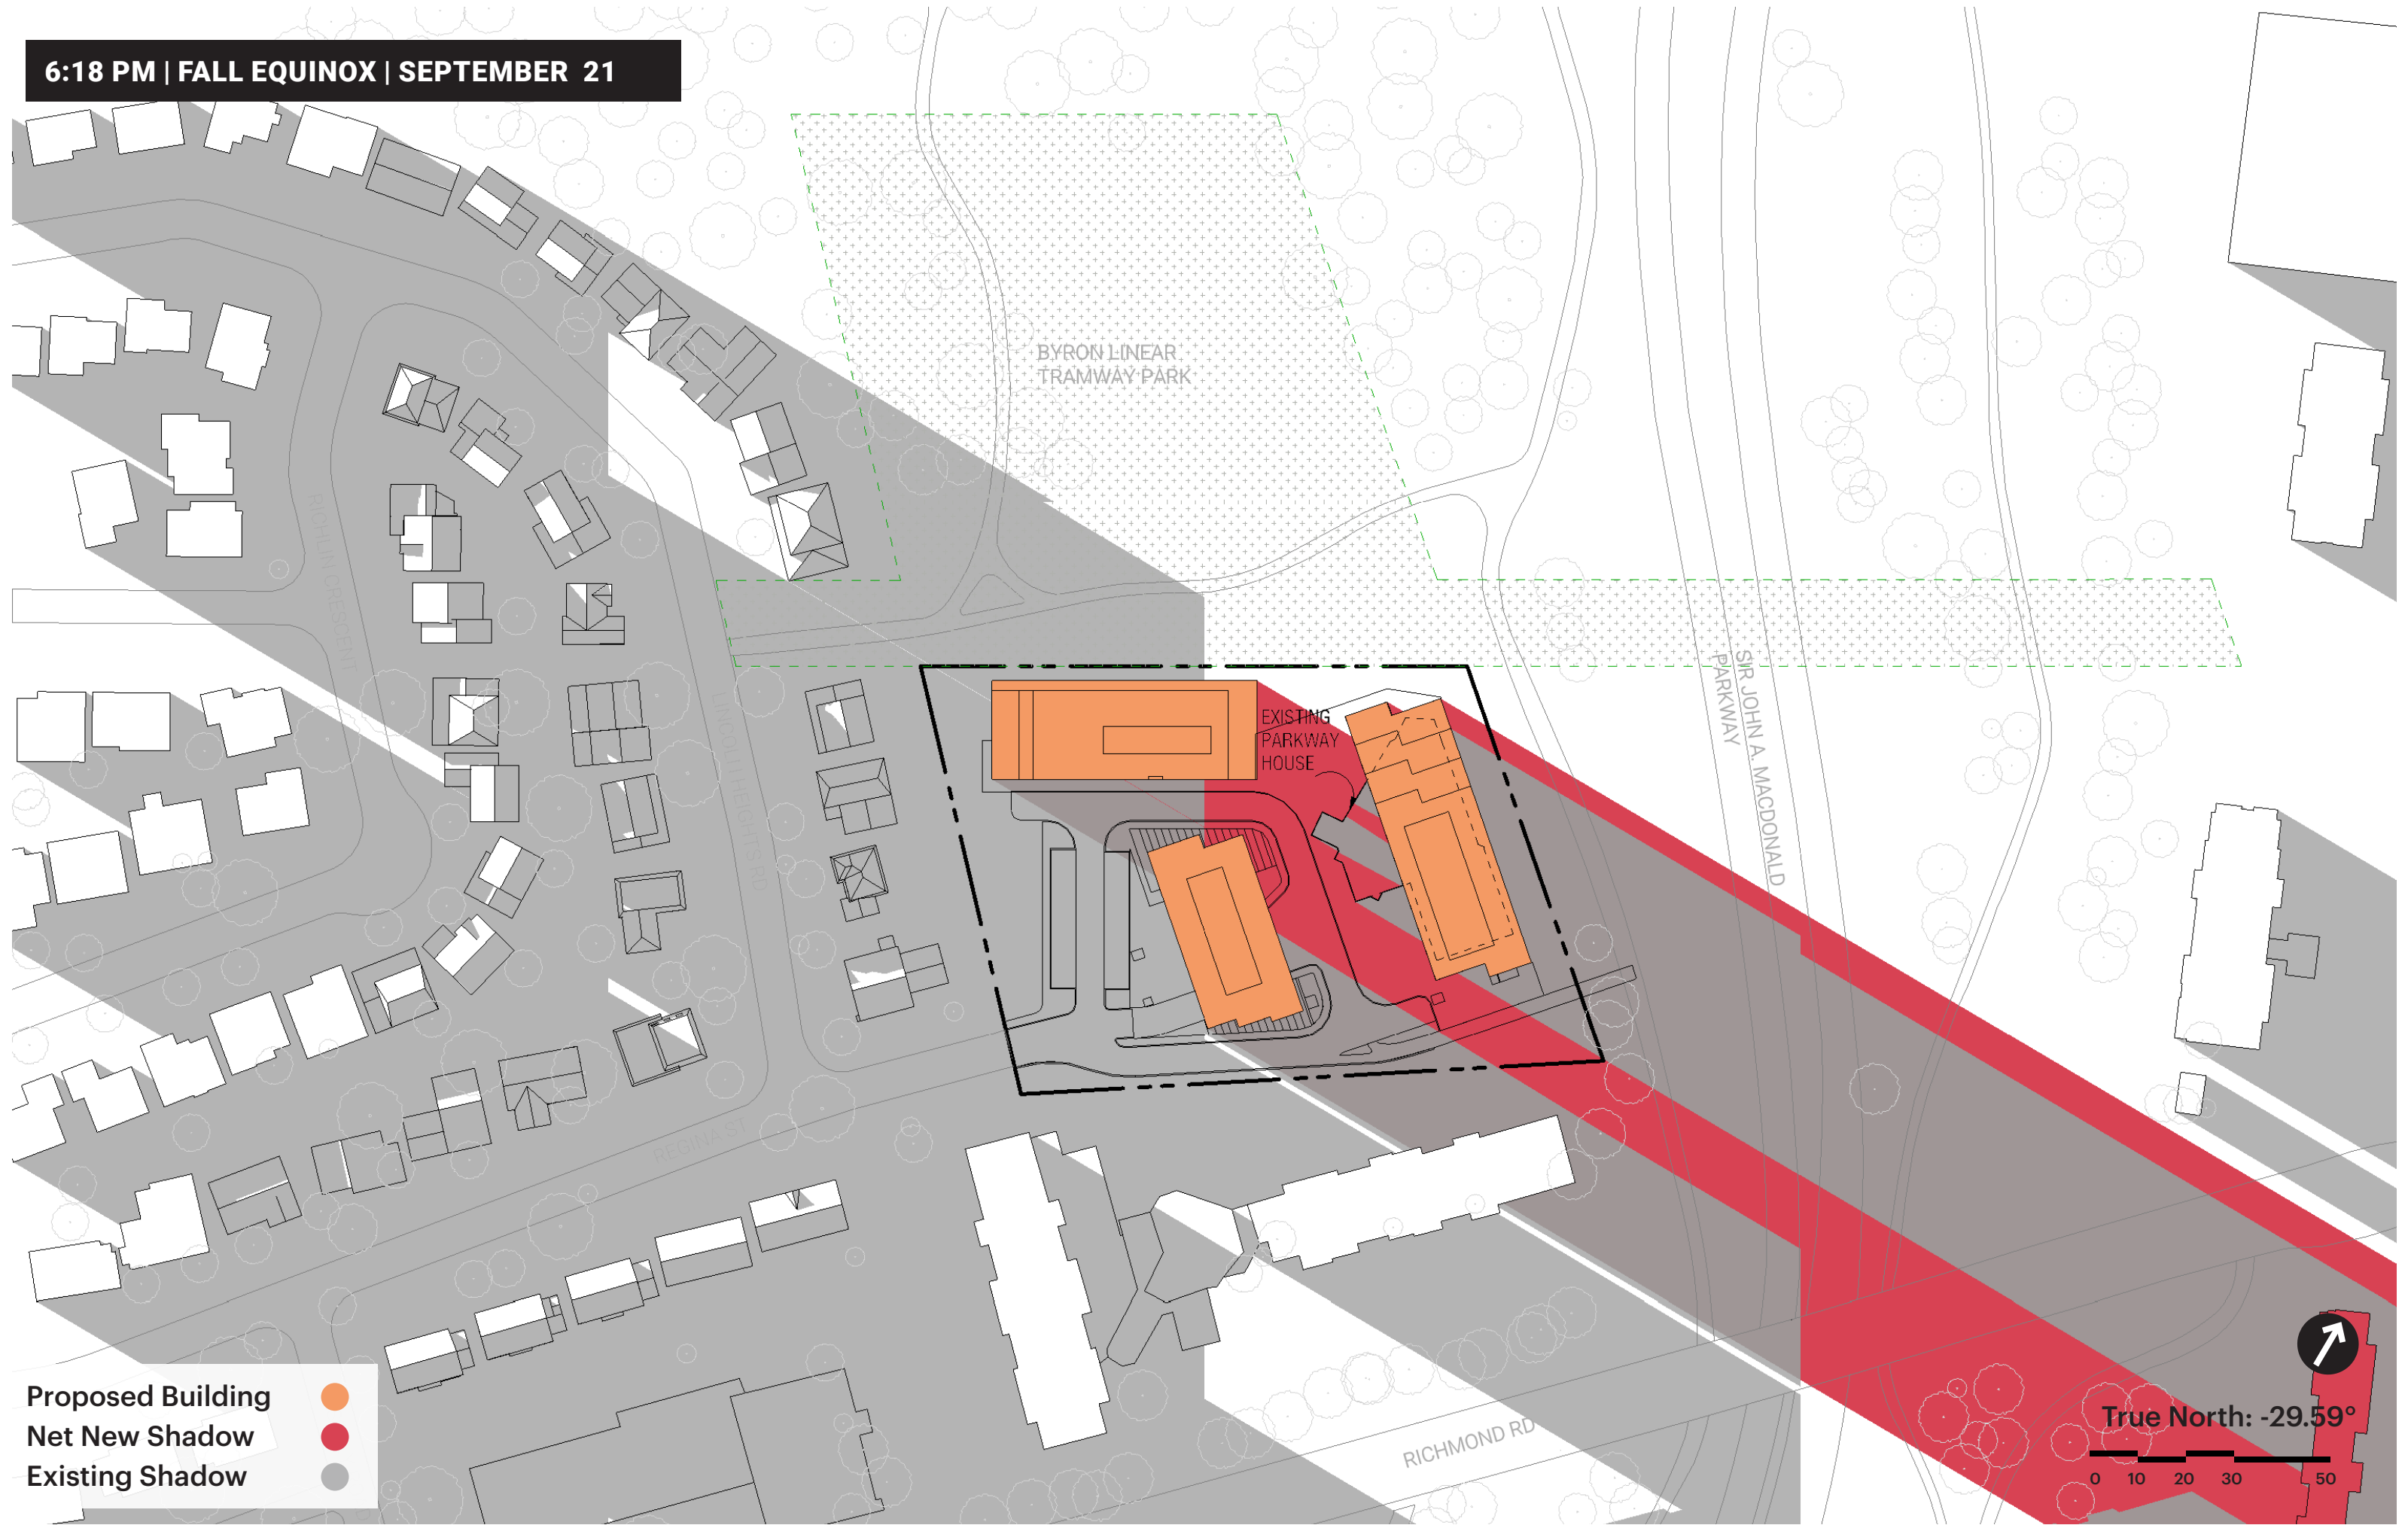 6:18 PM | FALL EQUINOX | SEPTEMBER 21
BYRON LINEAR
TRAMWAY PARK
RICHLIN CRESCENT
LINCOLN HEIGHTS RD
EXISTING
PARKWAY
HOUSE
SIR JOHN A. MACDONALD
PARKWAY
REGINA ST
RICHMOND RD
Proposed Building
Net New Shadow
Existing Shadow
True North: -29.59°
0 10 20 30 50